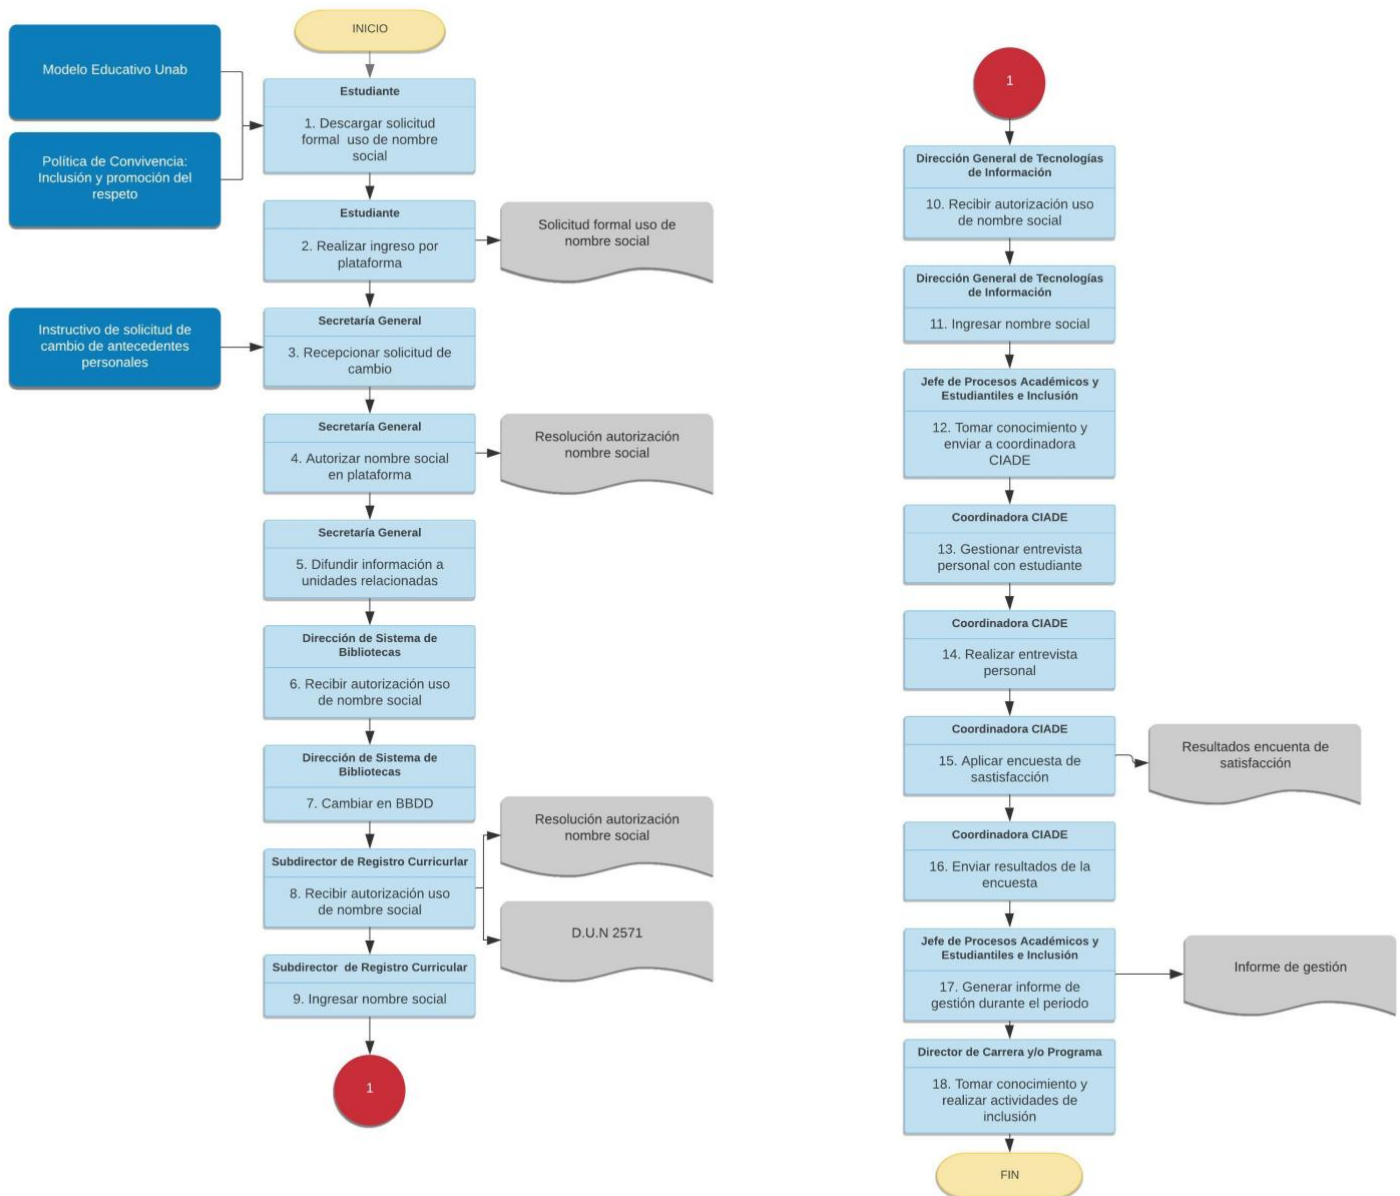 INICIO
Modelo Educativo Unab
Política de Convivencia:
Inclusión y promoción del
respeto
Estudiante
1. Descargar solicitud
formal uso de nombre
social
Estudiante
2. Realizar ingreso por
plataforma
Solicitud formal uso de
nombre social
Instructivo de solicitud de
cambio de antecedentes
personales
Secretaría General
3. Recepcionar solicitud de
cambio
Secretaría General
4. Autorizar nombre social
en plataforma
Resolución autorización
nombre social
Secretaría General
5. Difundir información a
unidades relacionadas
Dirección de Sistema de
Bibliotecas
6. Recibir autorización uso
de nombre social
Dirección de Sistema de
Bibliotecas
7. Cambiar en BBDD
Subdirector de Registro Curricurlar
8. Recibir autorización uso
de nombre social
Resolución autorización
nombre social
D.U.N 2571
Subdirector de Registro Curricular
9. Ingresar nombre social
1
1
Dirección General de Tecnologías
de Información
10. Recibir autorización uso
de nombre social
Dirección General de Tecnologías
de Información
11. Ingresar nombre social
Jefe de Procesos Académicos y
Estudiantiles e Inclusión
12. Tomar conocimiento y
enviar a coordinadora
CIADE
Coordinadora CIADE
13. Gestionar entrevista
personal con estudiante
Coordinadora CIADE
14. Realizar entrevista
personal
Coordinadora CIADE
15. Aplicar encuesta de
sastisfacción
Resultados encuenta de
satisfacción
Coordinadora CIADE
16. Enviar resultados de la
encuesta
Jefe de Procesos Académicos y
Estudiantiles e Inclusión
17. Generar informe de
gestión durante el periodo
Informe de gestión
Director de Carrera y/o Programa
18. Tomar conocimiento y
realizar actividades de
inclusión
FIN